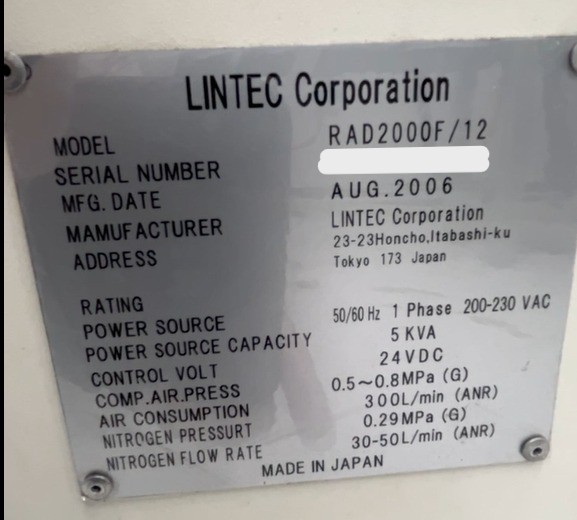 LINTEC Corporation
MODEL RAD2000F/12
SERIAL NUMBER
MFG. DATE AUG.2006
MAMUFACTURER LINTEC Corporation
ADDRESS 23-23Honcho,Itabashi-ku
Tokyo 173 Japan
RATING
POWER SOURCE 50/60 Hz 1 Phase 200-230 VAC
POWER SOURCE CAPACITY 5 KVA
CONTROL VOLT 24VDC
COMP.AIR.PRESS 0.5~0.8MPa (G)
AIR CONSUMPTION 300L/min (ANR)
NITROGEN PRESSURT 0.29MPa (G)
NITROGEN FLOW RATE 30-50L/min (ANR)
MADE IN JAPAN